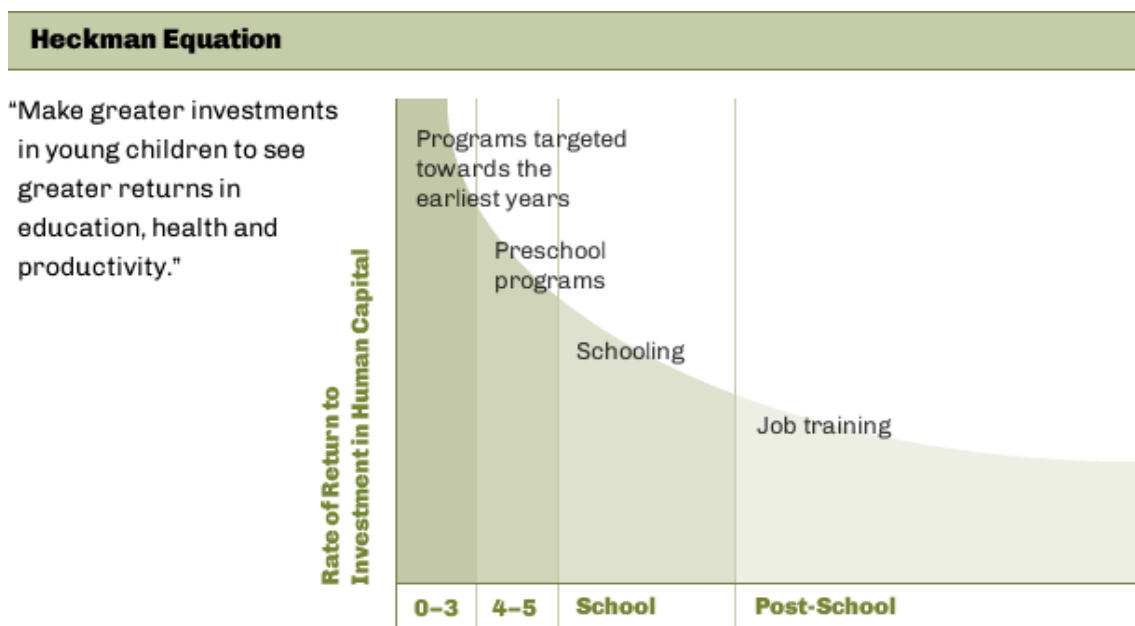 Heckman Equation
“Make greater investments
in young children to see
greater returns in
education, health and
productivity.”
Rate of Return to
Investment in Human Capital
Programs targeted
towards the
earliest years
Preschool
programs
Schooling
Job training
0–3
4–5
School
Post-School